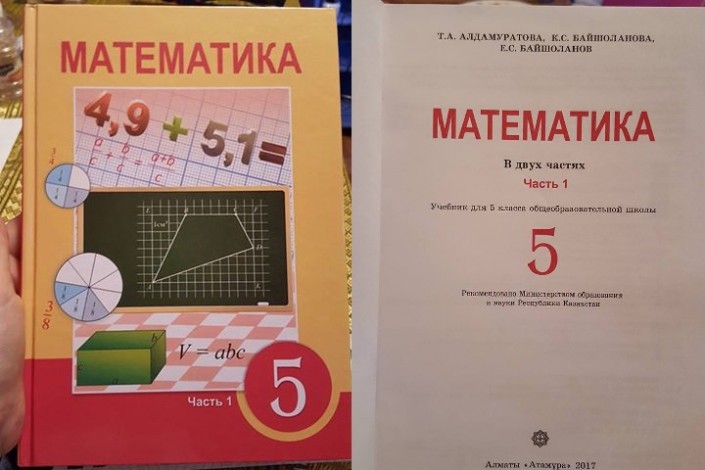 МАТЕМАТИКА
4,9 + 5,1=
a/c + b/c = a+b/c
3/4
1см²
3/8
V = abc
b
a
c
5
Часть 1
Т.А. АЛДАМУРАТОВА, К.С. БАЙШОЛАНОВА,
Е.С. БАЙШОЛАНОВ
МАТЕМАТИКА
В двух частях
Часть 1
Учебник для 5 класса общеобразовательной школы
5
Рекомендовано Министерством образования
и науки Республики Казахстан
Алматы «Атамұра» 2017